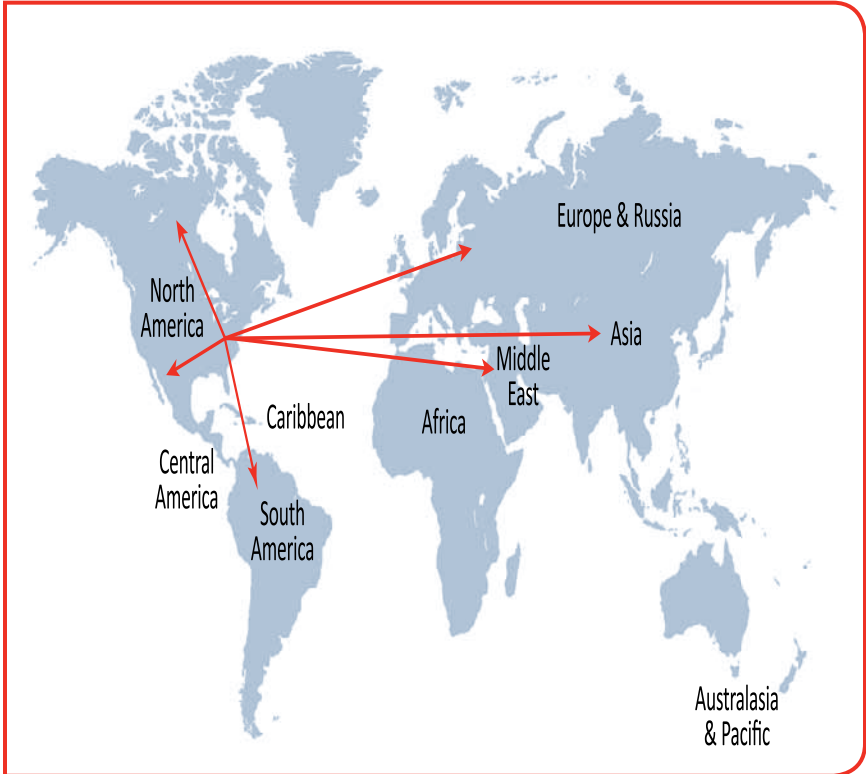 Europe & Russia
North
America
Asia
Middle
East
Caribbean
Africa
Central
America
South
America
Australasia
& Pacific